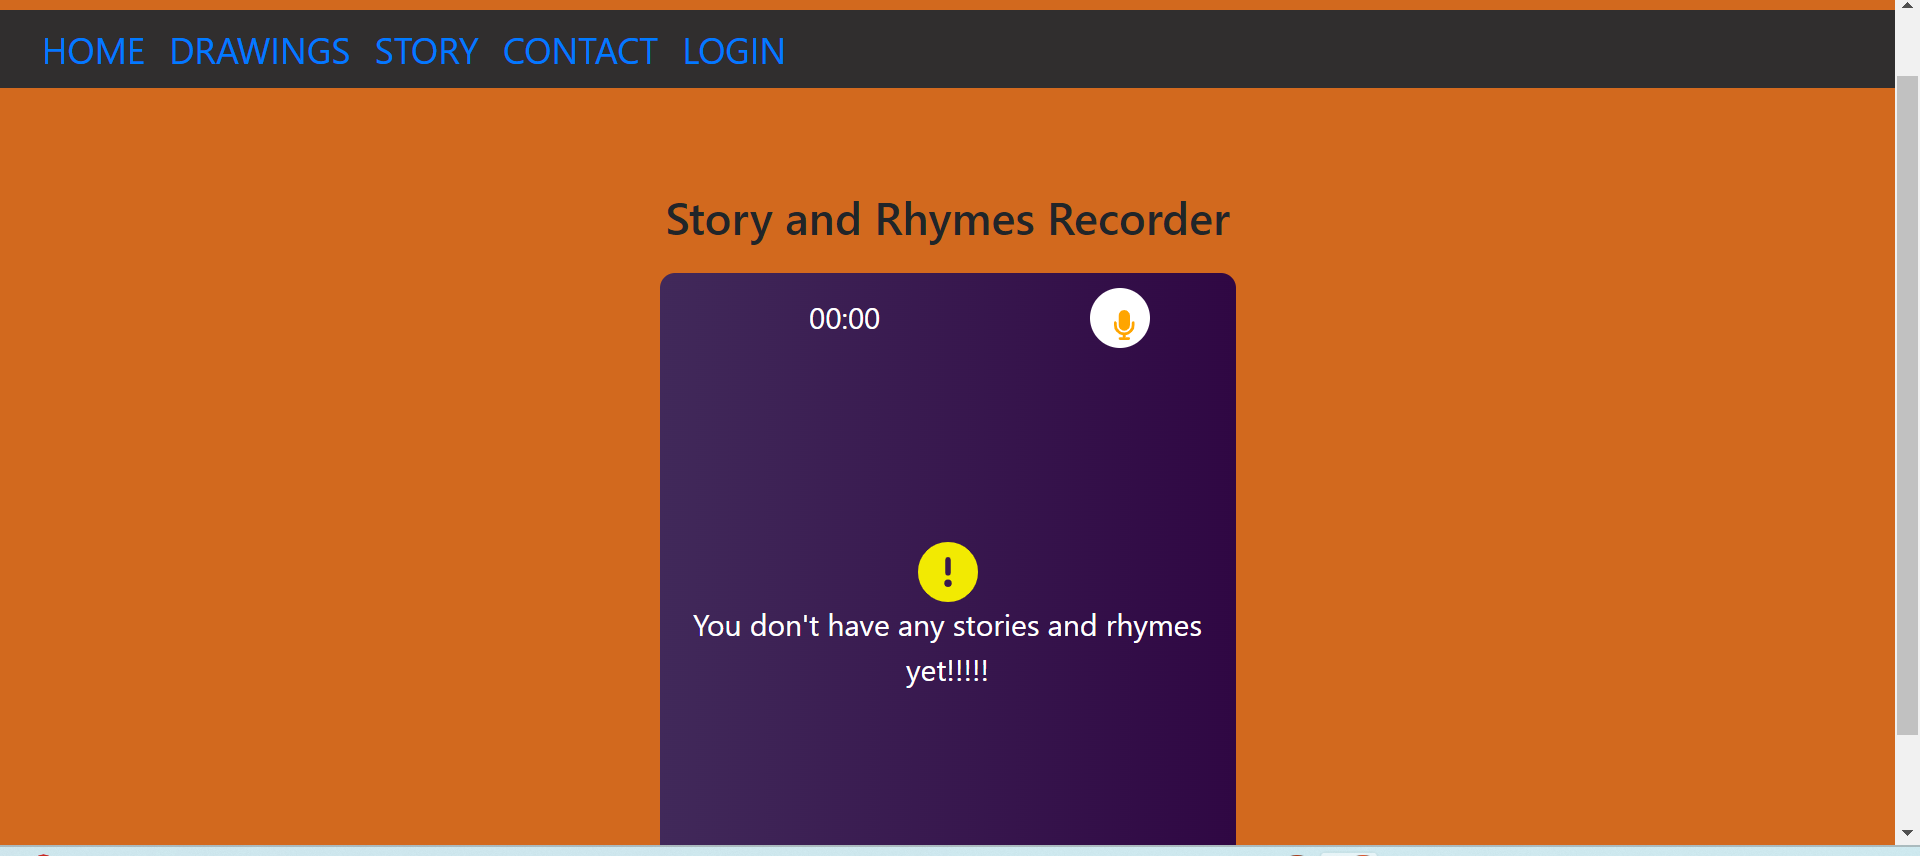 HOME DRAWINGS STORY CONTACT LOGIN
Story and Rhymes Recorder
00:00
You don't have any stories and rhymes
yet!!!!!